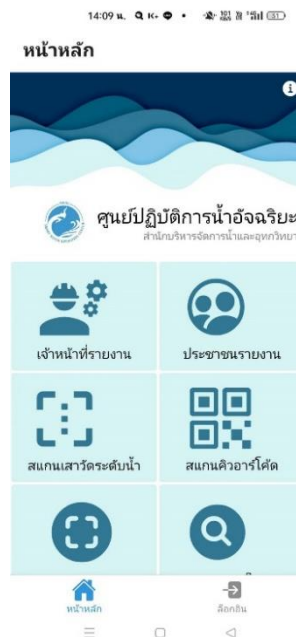 14:09 น.
หน้าหลัก
ศูนย์ปฏิบัติการน้ำอัจฉริยะ
สำนักบริหารจัดการน้ำและอุทกวิทยา
เจ้าหน้าที่รายงาน
ประชาชนรายงาน
สแกนเสาวัดระดับน้ำ
สแกนคิวอาร์โค้ด
หน้าหลัก
ล็อกอิน